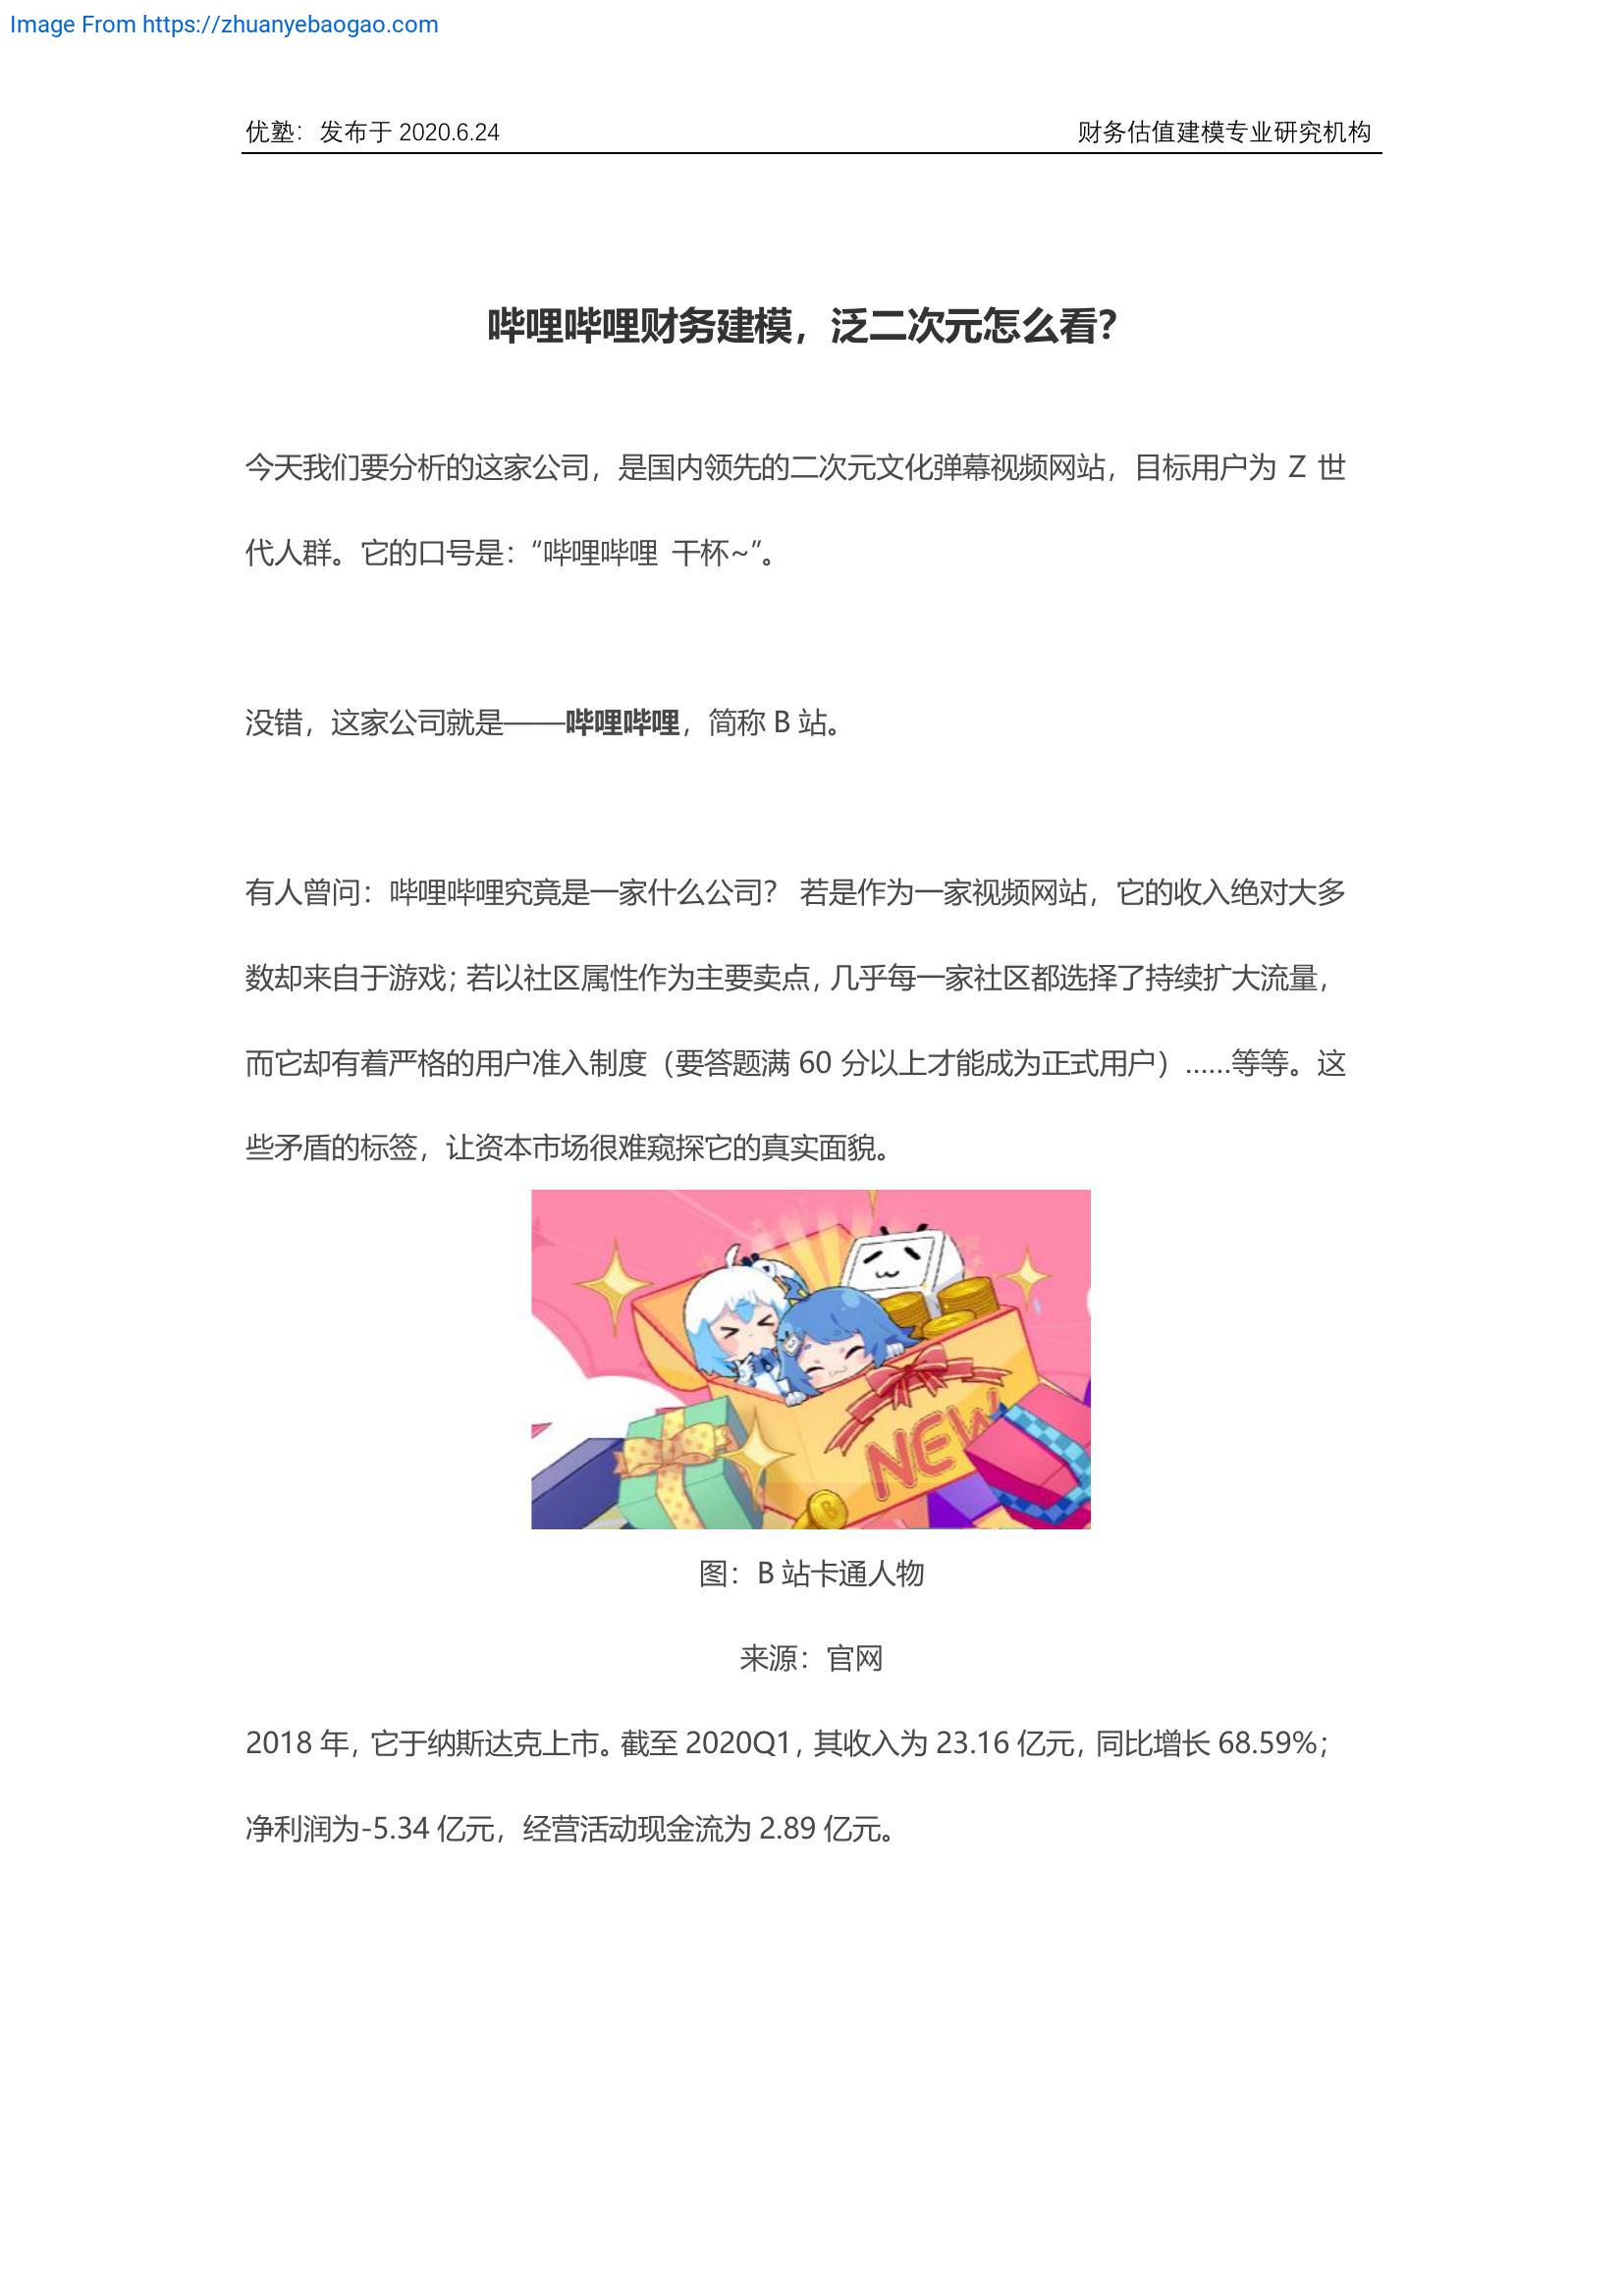 Image From https://zhuanyebaogao.com
优塾：发布于 2020.6.24 财务估值建模专业研究机构
哔哩哔哩财务建模，泛二次元怎么看？
今天我们要分析的这家公司，是国内领先的二次元文化弹幕视频网站，目标用户为 Z 世
代人群。它的口号是：“哔哩哔哩 干杯~”。
没错，这家公司就是——哔哩哔哩，简称 B 站。
有人曾问：哔哩哔哩究竟是一家什么公司？ 若是作为一家视频网站，它的收入绝对大多
数却来自于游戏；若以社区属性作为主要卖点，几乎每一家社区都选择了持续扩大流量，
而它却有着严格的用户准入制度（要答题满 60 分以上才能成为正式用户）……等等。这
些矛盾的标签，让资本市场很难窥探它的真实面貌。
NEW
B
图：B 站卡通人物
来源：官网
2018 年，它于纳斯达克上市。截至 2020Q1，其收入为 23.16 亿元，同比增长 68.59%；
净利润为-5.34 亿元，经营活动现金流为 2.89 亿元。